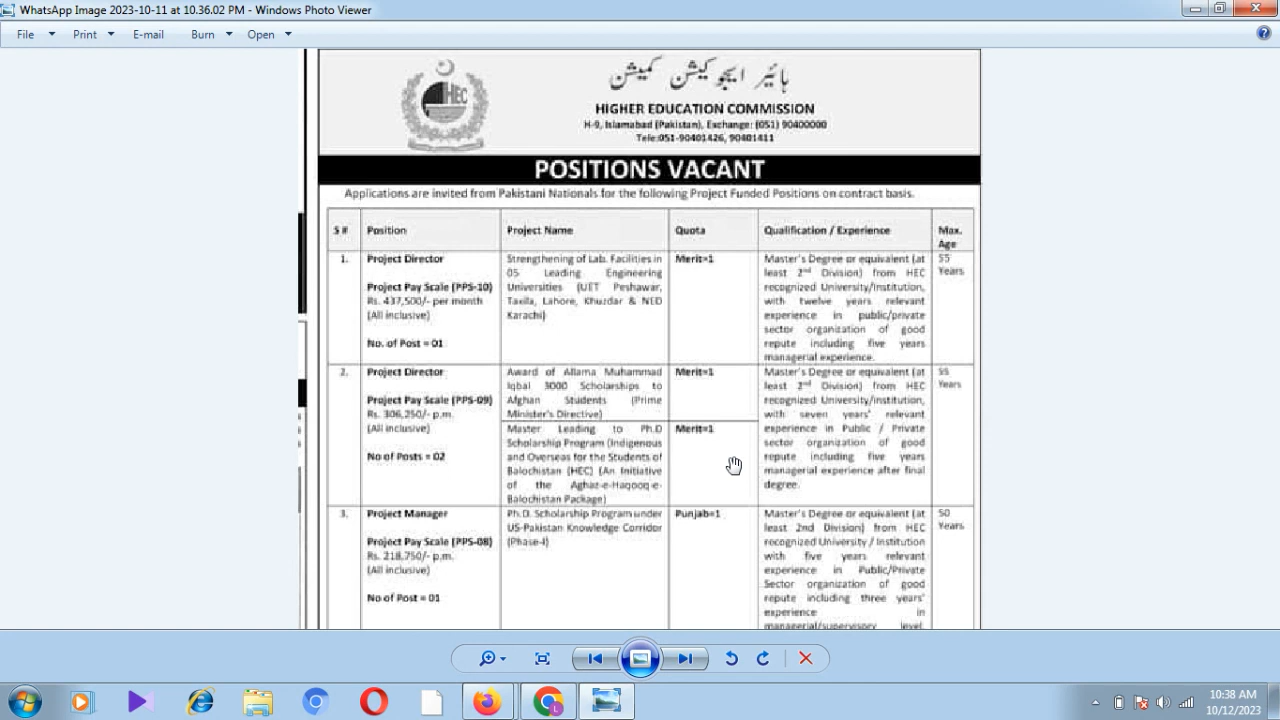 WhatsApp Image 2023-10-11 at 10.36.02 PM - Windows Photo Viewer
File Print E-mail Burn Open
ہائیر ایجوکیشن کمیشن
HEC
HIGHER EDUCATION COMMISSION
H-9, Islamabad (Pakistan), Exchange: (051) 90400000
Tele:051-90401426, 90401411
POSITIONS VACANT
Applications are invited from Pakistani Nationals for the following Project Funded Positions on contract basis.
S # Position Project Name Quota Qualification / Experience Max.
Age
1. Project Director
Project Pay Scale (PPS-10)
Rs. 437,500/- per month
(All inclusive)
No. of Post = 01
Strengthening of Lab. Facilities in
05 Leading Engineering
Universities (UET Peshawar,
Taxila, Lahore, Khuzdar & NED
Karachi)
Merit=1
Master's Degree or equivalent (at
least 2nd Division) from HEC
recognized University/Institution,
with twelve years relevant
experience in public/private
sector organization of good
repute including five years
managerial experience.
55
Years
2. Project Director
Project Pay Scale (PPS-09)
Rs. 306,250/- p.m.
(All inclusive)
No of Posts = 02
Award of Allama Muhammad
Iqbal 3000 Scholarships to
Afghan Students (Prime
Minister's Directive)
Merit=1
Master Leading to Ph.D
Scholarship Program (Indigenous
and Overseas for the Students of
Balochistan (HEC) (An Initiative
of the Aghaz-e-Haqooq-e-
Balochistan Package)
Merit=1
Master's Degree or equivalent (at
least 2nd Division) from HEC
recognized University/institution,
with seven years' relevant
experience in Public / Private
sector organization of good
repute including five years
managerial experience after final
degree.
55
Years
3. Project Manager
Project Pay Scale (PPS-08)
Rs. 218,750/- p.m.
(All inclusive)
No of Post = 01
Ph.D. Scholarship Program under
US-Pakistan Knowledge Corridor
(Phase-I)
Punjab=1
Master's Degree or equivalent (at
least 2nd Division) from HEC
recognized University / Institution
with five years relevant
experience in Public/Private
Sector organization of good
repute including three years'
experience in
managerial/supervisory level.
50
Years
10:38 AM
10/12/2023